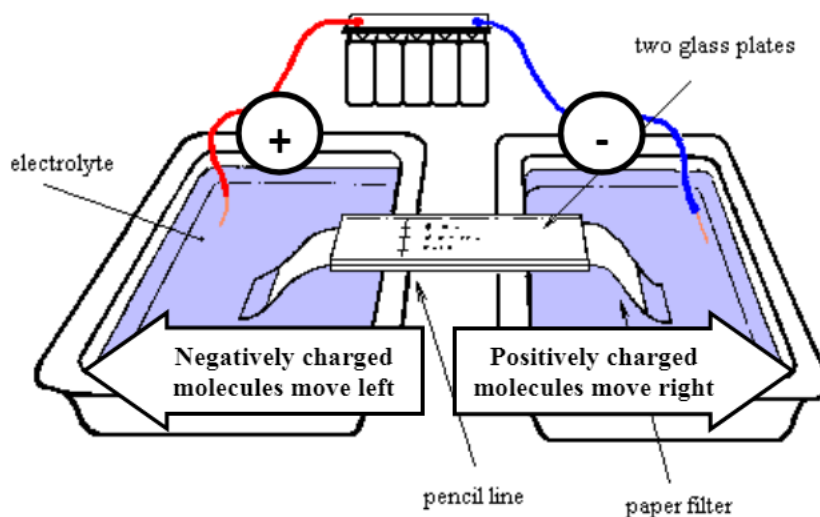 two glass plates
+
-
electrolyte
Negatively charged
molecules move left
Positively charged
molecules move right
pencil line
paper filter